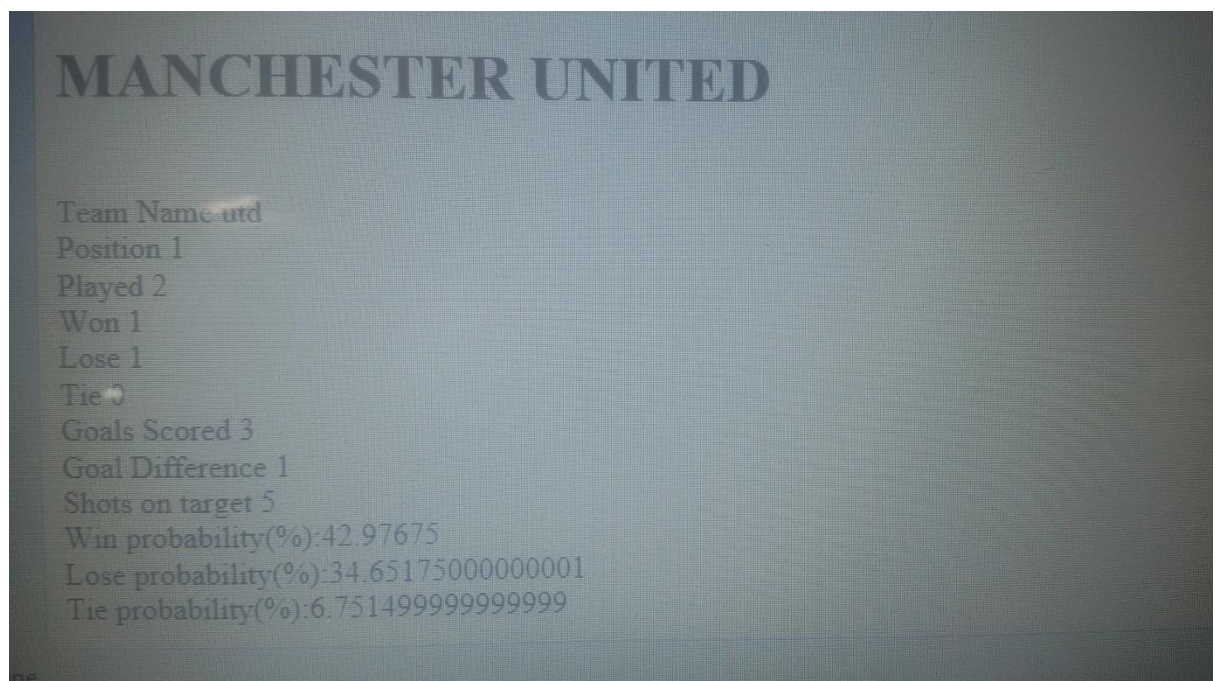 MANCHESTER UNITED
Team Name utd
Position 1
Played 2
Won 1
Lose 1
Tie 0
Goals Scored 3
Goal Difference 1
Shots on target 5
Win probability(%):42.97675
Lose probability(%):34.65175000000001
Tie probability(%):6.751499999999999